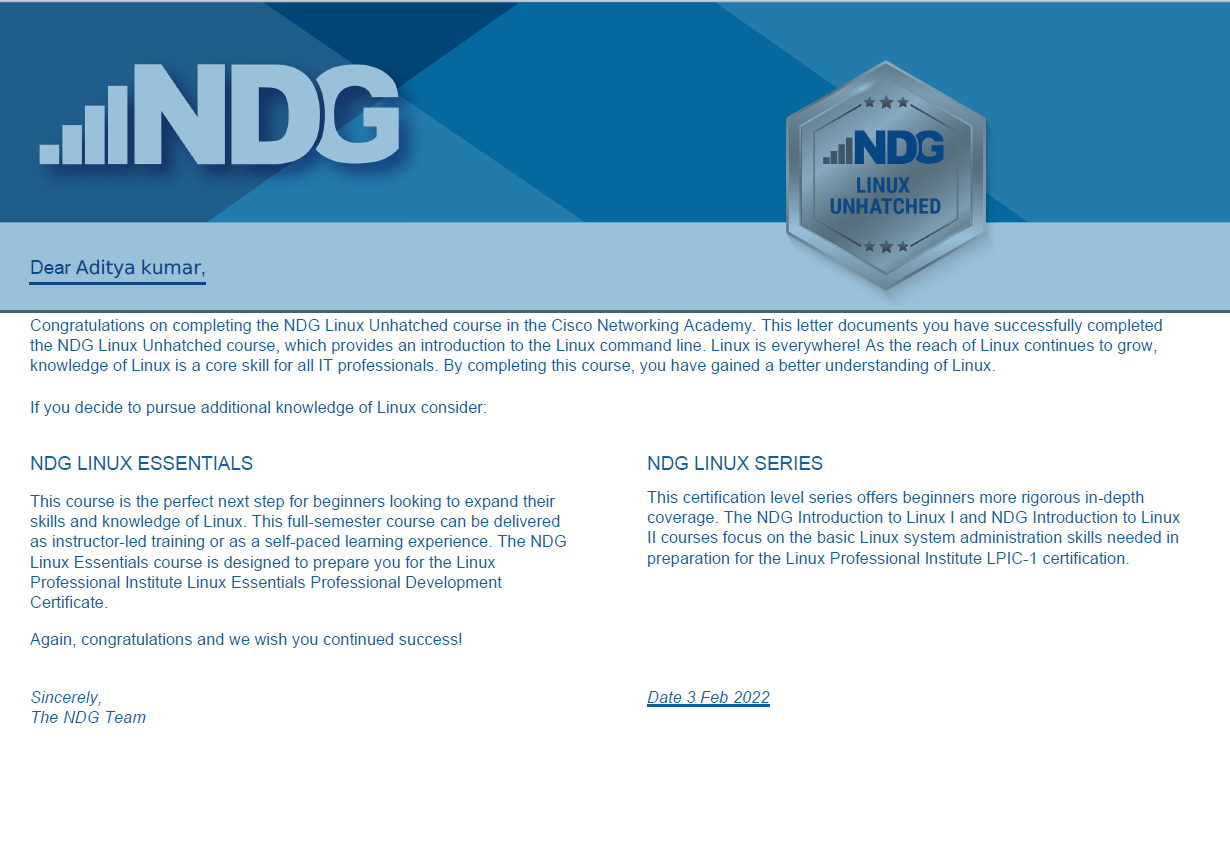 NDG
NDG
LINUX
UNHATCHED
Dear Aditya kumar,
Congratulations on completing the NDG Linux Unhatched course in the Cisco Networking Academy. This letter documents you have successfully completed
the NDG Linux Unhatched course, which provides an introduction to the Linux command line. Linux is everywhere! As the reach of Linux continues to grow,
knowledge of Linux is a core skill for all IT professionals. By completing this course, you have gained a better understanding of Linux.
If you decide to pursue additional knowledge of Linux consider:
NDG LINUX ESSENTIALS
This course is the perfect next step for beginners looking to expand their
skills and knowledge of Linux. This full-semester course can be delivered
as instructor-led training or as a self-paced learning experience. The NDG
Linux Essentials course is designed to prepare you for the Linux
Professional Institute Linux Essentials Professional Development
Certificate.
Again, congratulations and we wish you continued success!
Sincerely,
The NDG Team
NDG LINUX SERIES
This certification level series offers beginners more rigorous in-depth
coverage. The NDG Introduction to Linux I and NDG Introduction to Linux
II courses focus on the basic Linux system administration skills needed in
preparation for the Linux Professional Institute LPIC-1 certification.
Date 3 Feb 2022